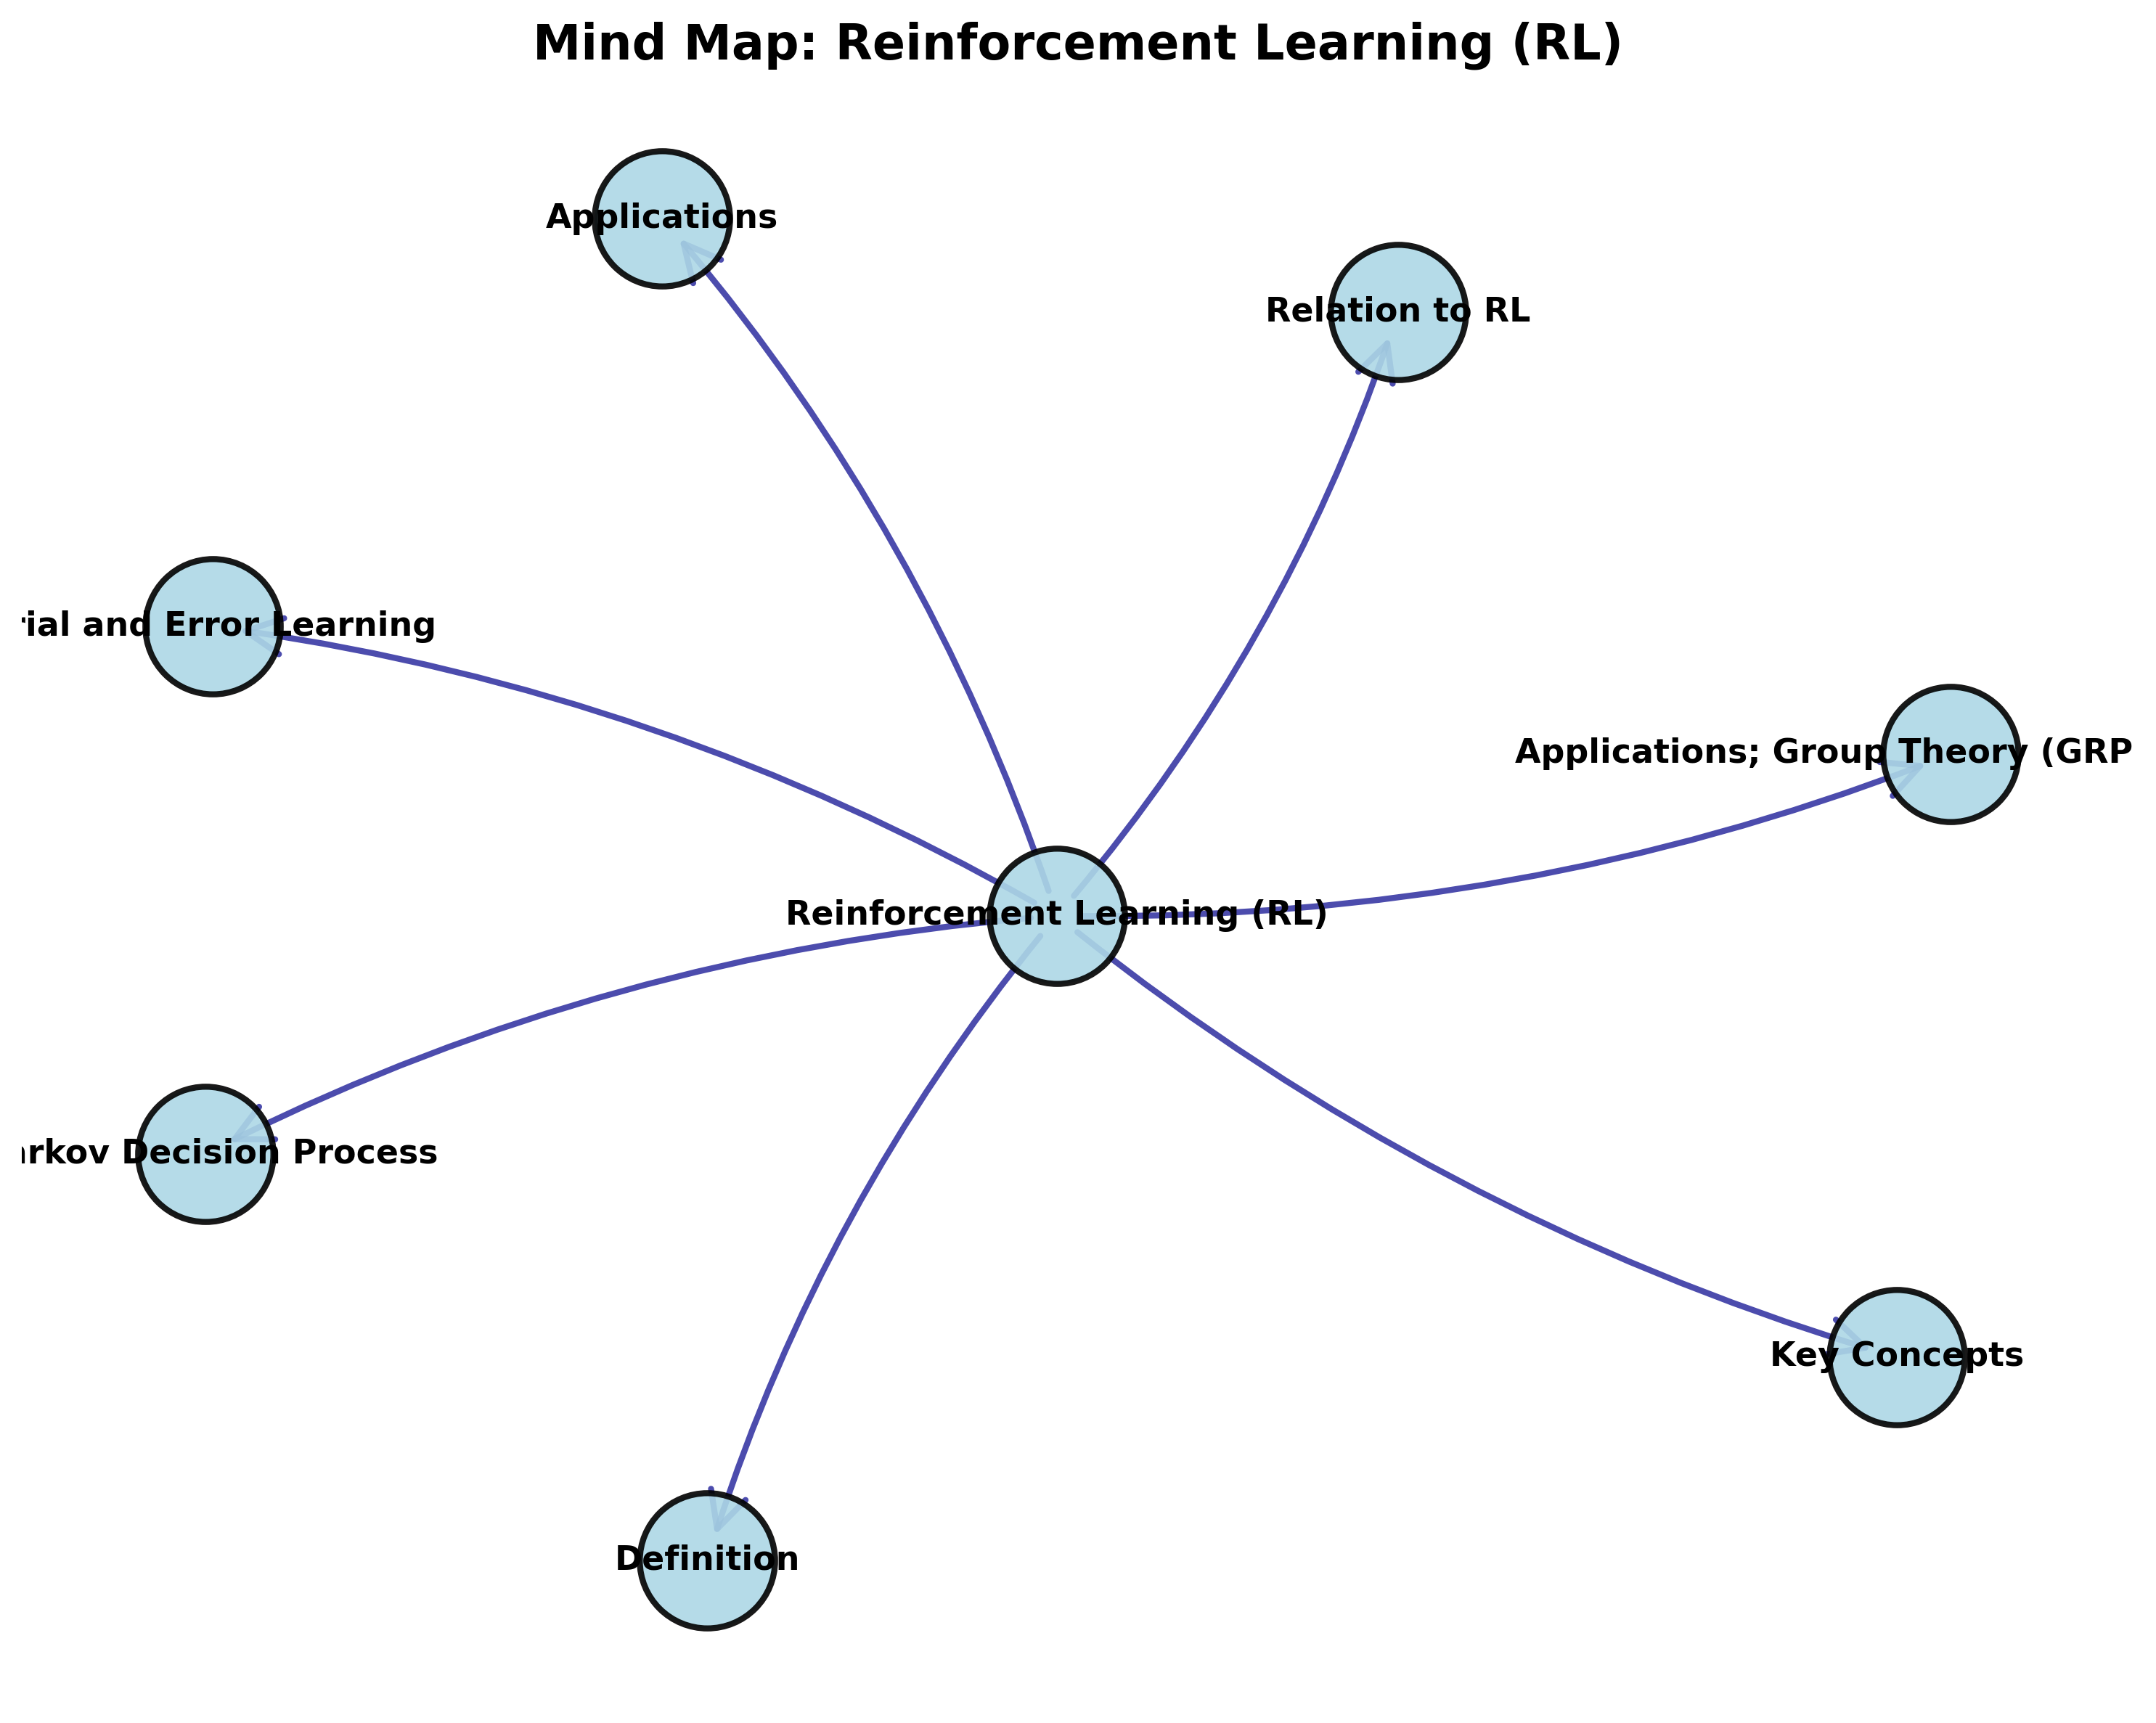 Mind Map: Reinforcement Learning (RL)
Applications
Relation to RL
ial and Error Learning
Applications; Group Theory (GRP
Reinforcement Learning (RL)
rkov Decision Process
Key Concepts
Definition